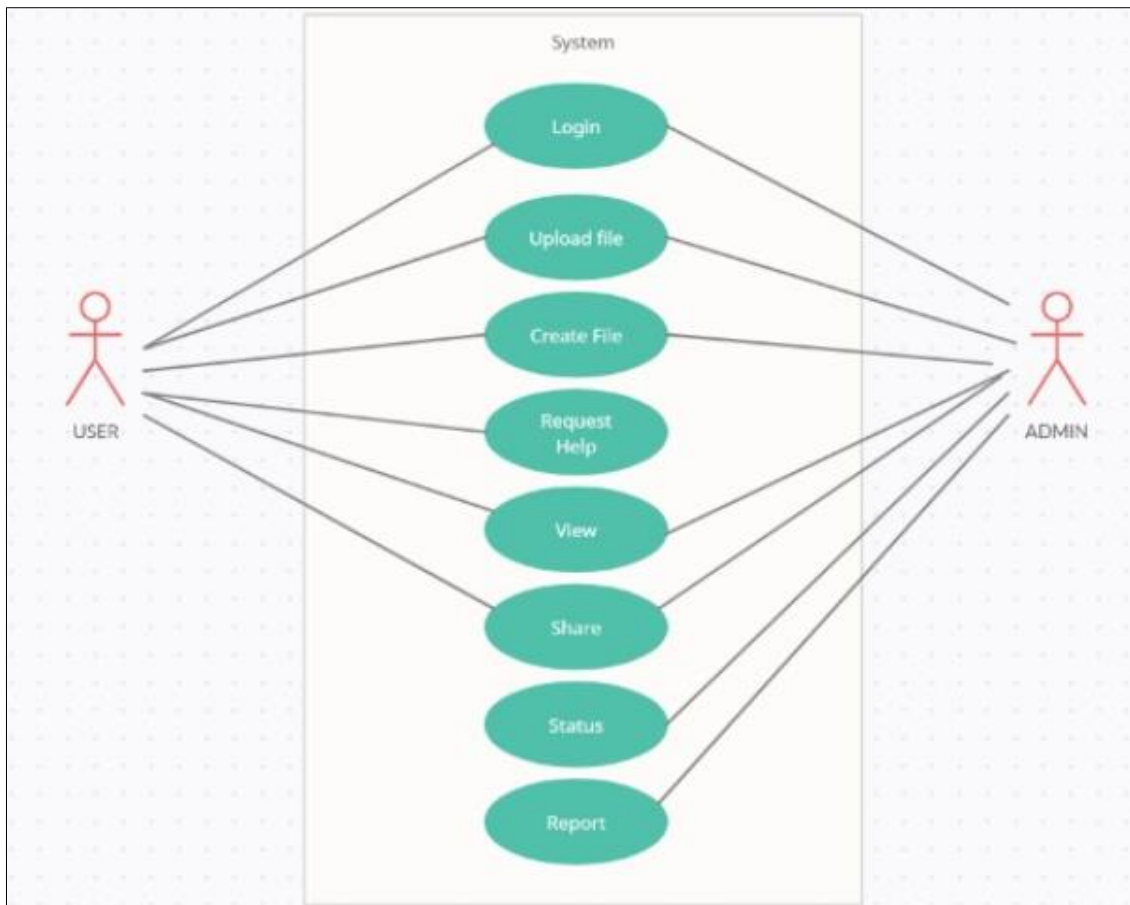 System
Login
Upload file
Create File
Request
Help
View
Share
Status
Report
USER
ADMIN